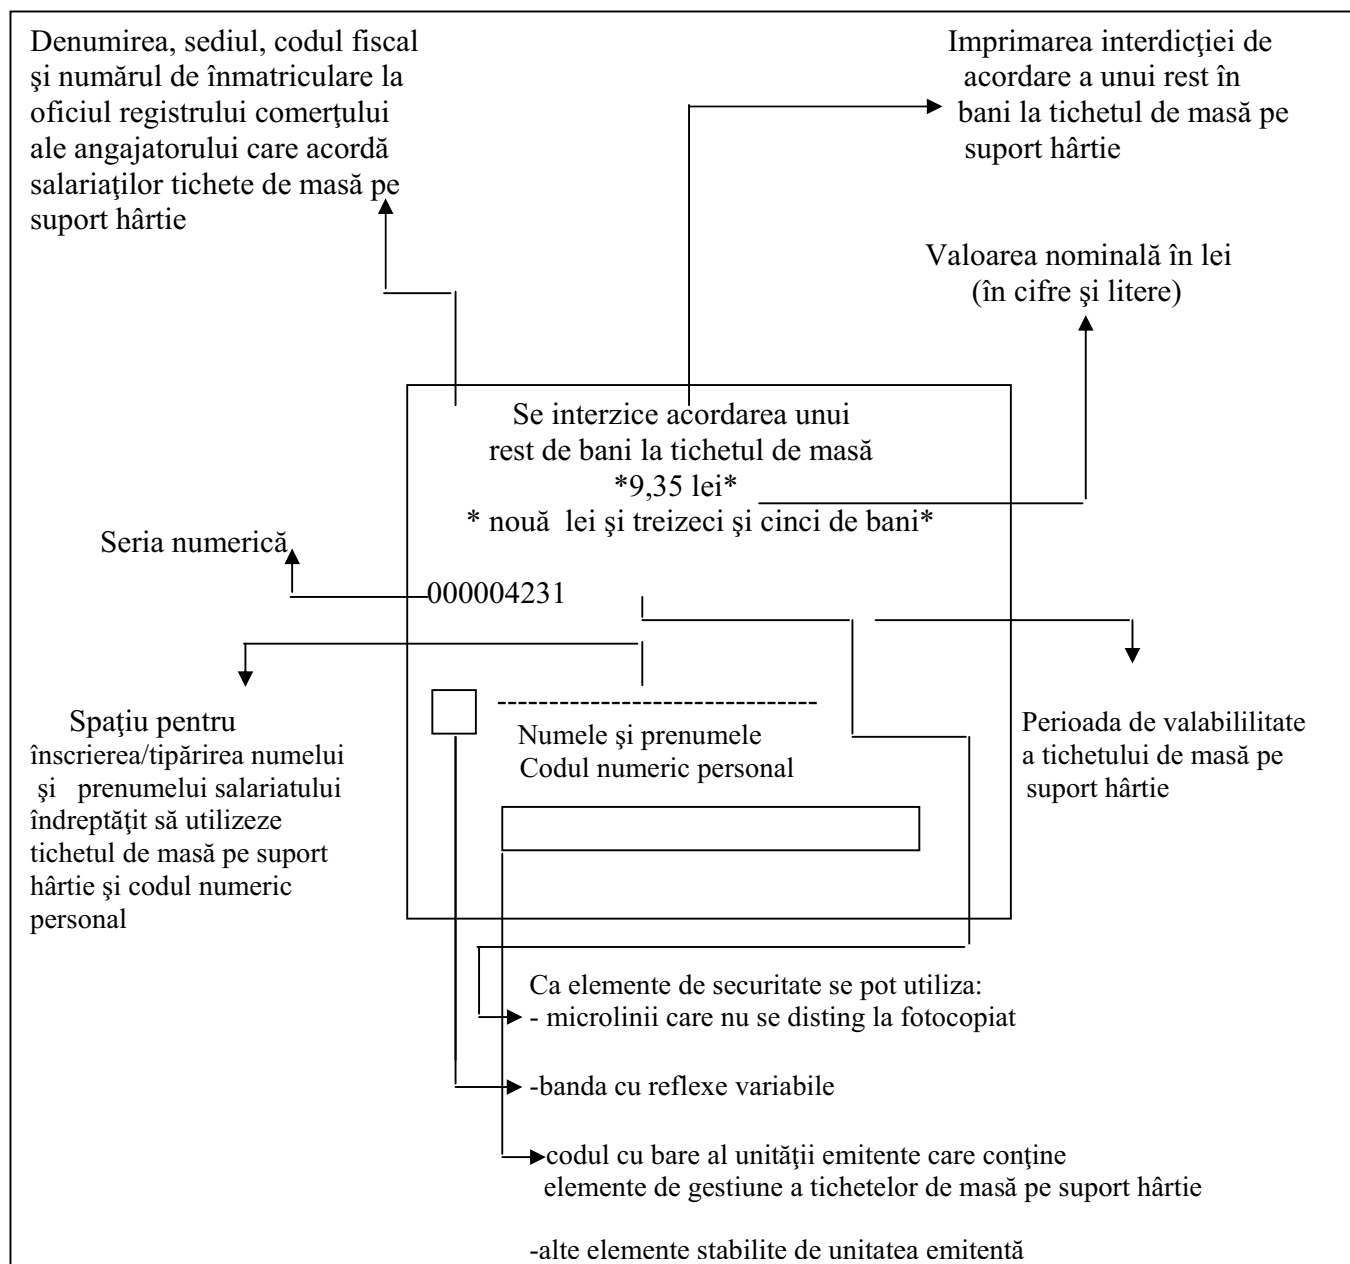 Denumirea, sediul, codul fiscal
şi numărul de înmatriculare la
oficiul registrului comerţului
ale angajatorului care acordă
salariaţilor tichete de masă pe
suport hârtie
Imprimarea interdicţiei de
acordare a unui rest în
bani la tichetul de masă pe
suport hârtie
Valoarea nominală în lei
(în cifre şi litere)
Se interzice acordarea unui
rest de bani la tichetul de masă
*9,35 lei*
* nouă lei şi treizeci şi cinci de bani*
Seria numerică
000004231
Spaţiu pentru
înscrierea/tipărirea numelui
şi prenumelui salariatului
îndreptăţit să utilizeze
tichetul de masă pe suport
hârtie şi codul numeric
personal
Numele şi prenumele
Codul numeric personal
Perioada de valabililitate
a tichetului de masă pe
suport hârtie
Ca elemente de securitate se pot utiliza:
- microlinii care nu se disting la fotocopiat
-banda cu reflexe variabile
codul cu bare al unităţii emitente care conţine
elemente de gestiune a tichetelor de masă pe suport hârtie
-alte elemente stabilite de unitatea emitentă